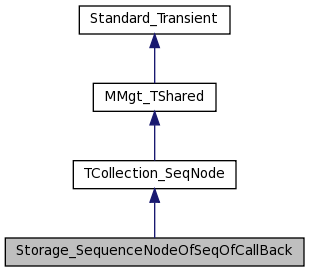 Standard_Transient
MMgt_TShared
TCollection_SeqNode
Storage_SequenceNodeOfSeqOfCallBack